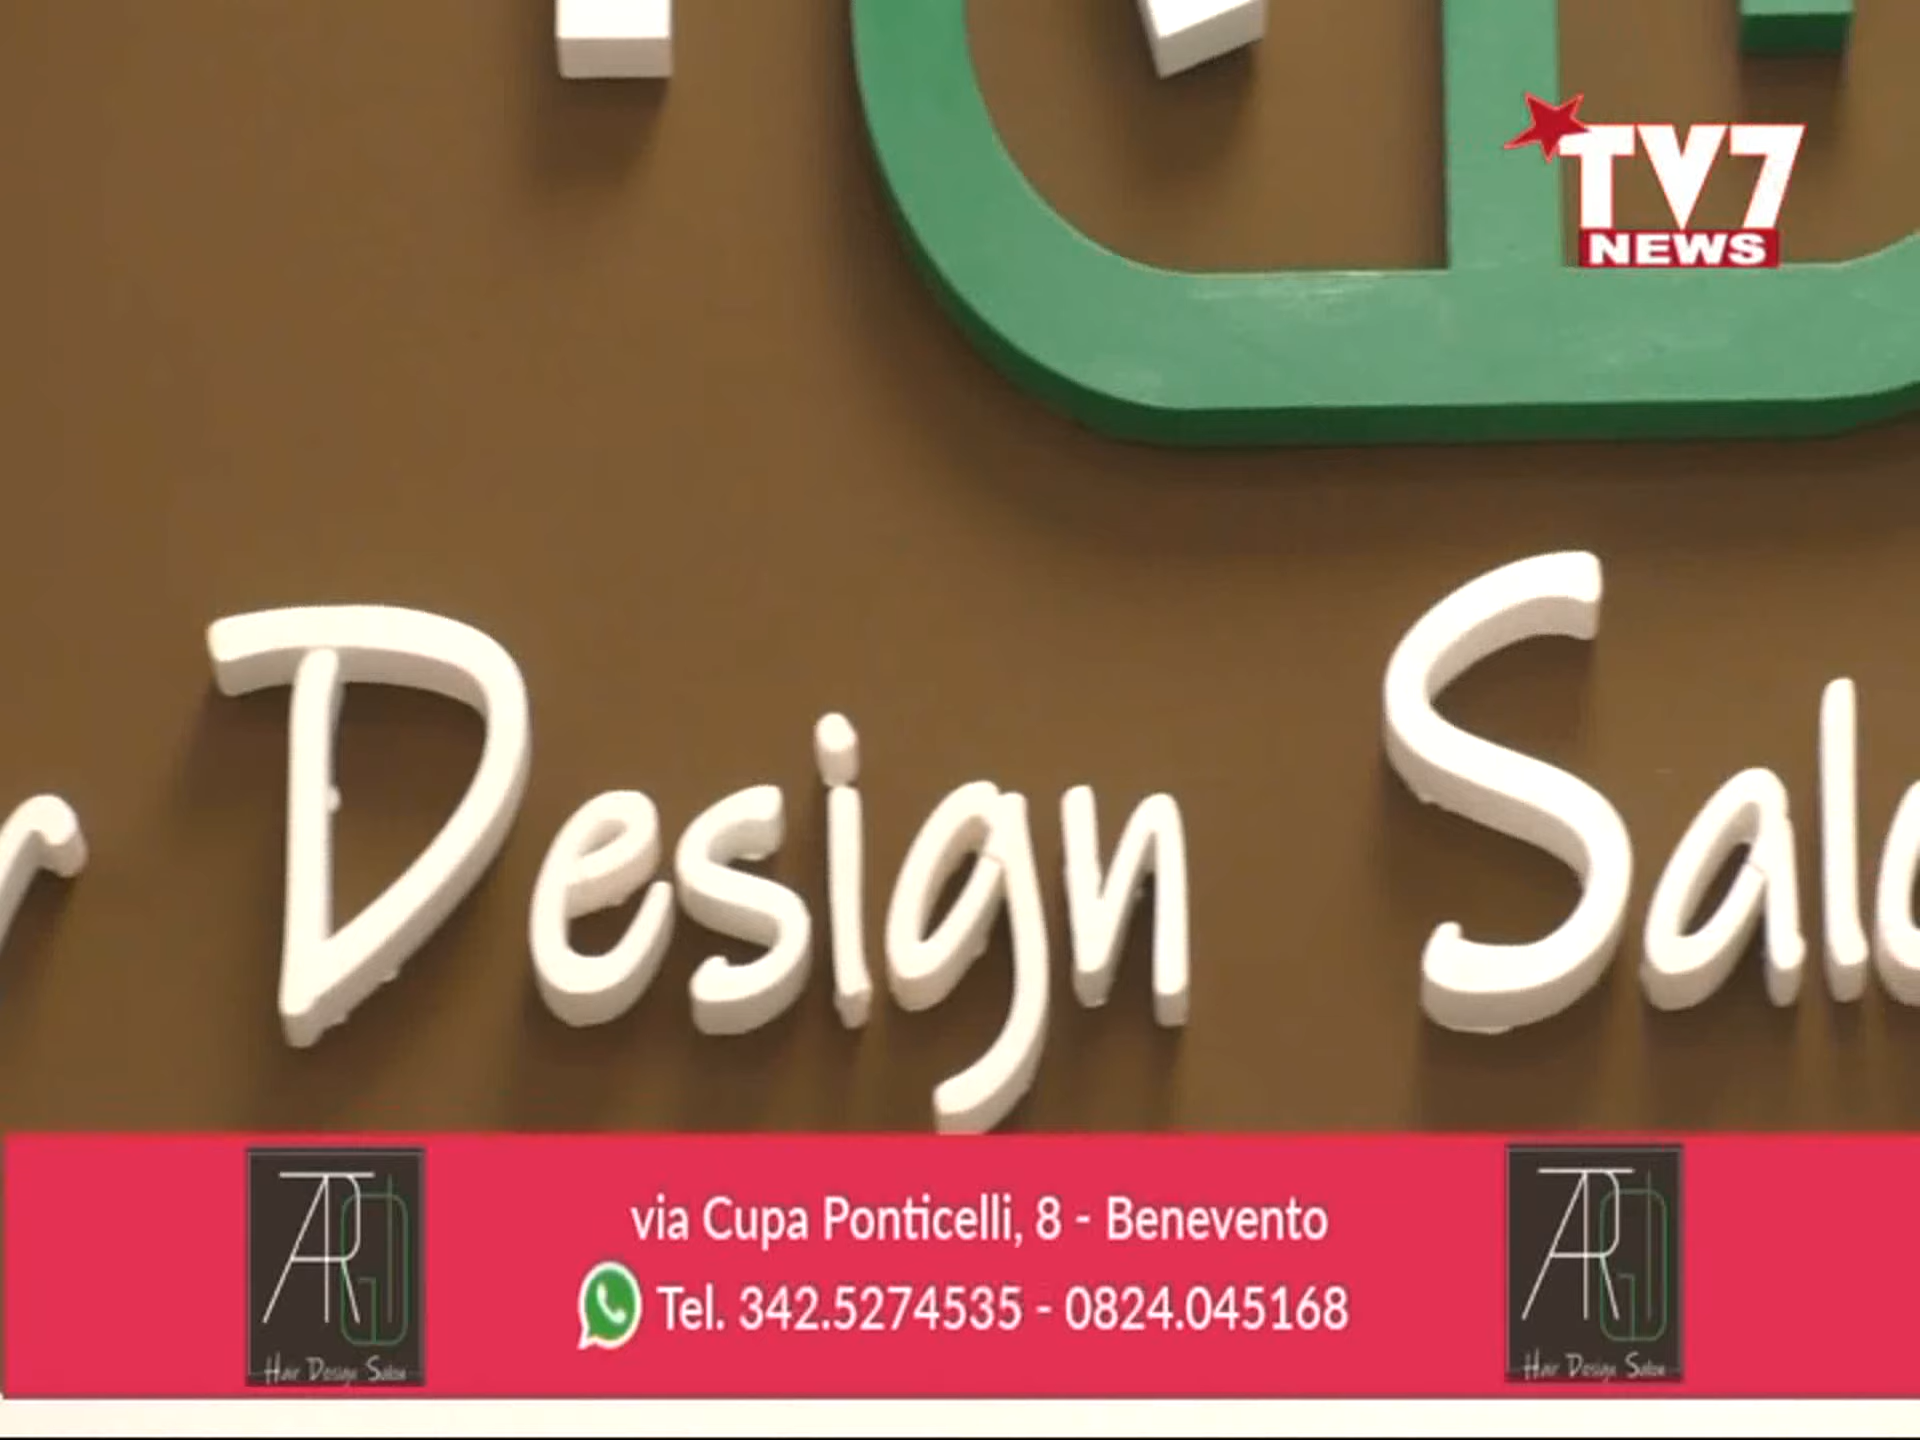 TV7
NEWS
r Design Salo
via Cupa Ponticelli, 8 - Benevento
Tel. 342.5274535 - 0824.045168
Hair Design Salon
Hair Design Salon